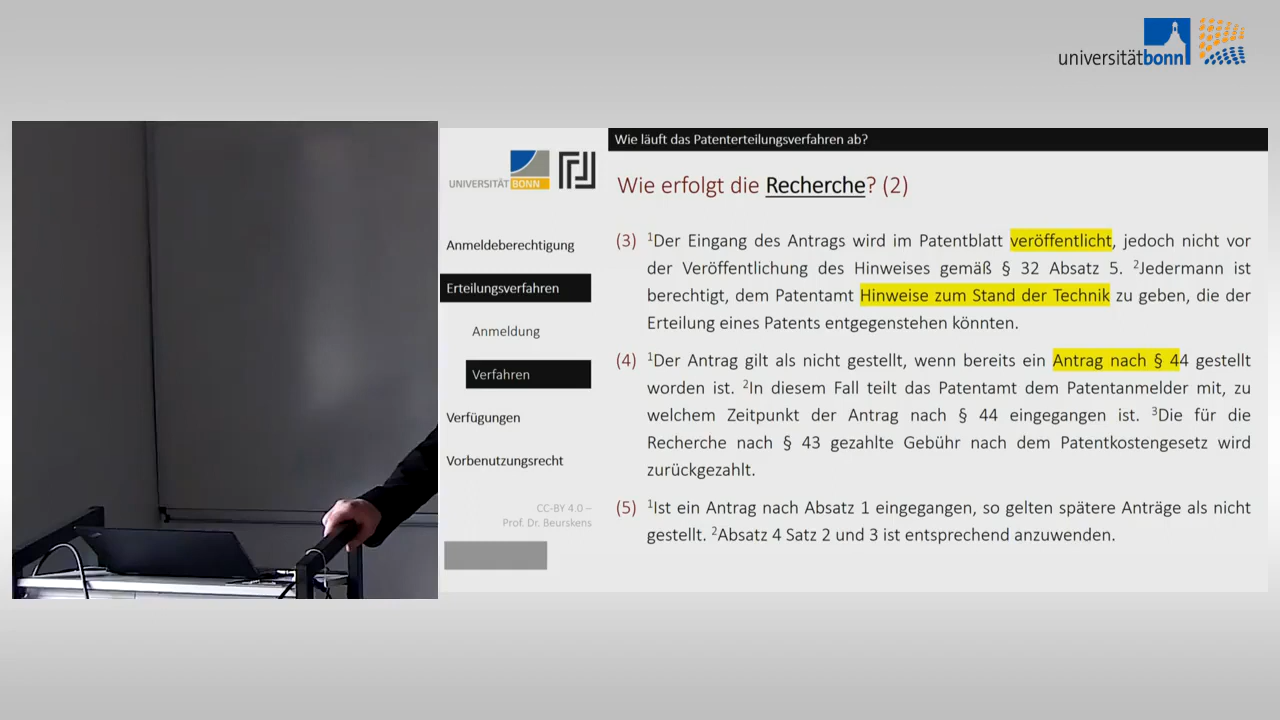 universitätbonn
UNIVERSITÄT BONN
Anmeldeberechtigung
Erteilungsverfahren
Anmeldung
Verfahren
Verfügungen
Vorbenutzungsrecht
CC-BY 4.0 –
Prof. Dr. Beurskens
Wie läuft das Patenterteilungsverfahren ab?
Wie erfolgt die Recherche? (2)
(3) ¹Der Eingang des Antrags wird im Patentblatt veröffentlicht, jedoch nicht vor
der Veröffentlichung des Hinweises gemäß § 32 Absatz 5. ²Jedermann ist
berechtigt, dem Patentamt Hinweise zum Stand der Technik zu geben, die der
Erteilung eines Patents entgegenstehen könnten.
(4) ¹Der Antrag gilt als nicht gestellt, wenn bereits ein Antrag nach § 44 gestellt
worden ist. ²In diesem Fall teilt das Patentamt dem Patentanmelder mit, zu
welchem Zeitpunkt der Antrag nach § 44 eingegangen ist. ³Die für die
Recherche nach § 43 gezahlte Gebühr nach dem Patentkostengesetz wird
zurückgezahlt.
(5) ¹Ist ein Antrag nach Absatz 1 eingegangen, so gelten spätere Anträge als nicht
gestellt. ²Absatz 4 Satz 2 und 3 ist entsprechend anzuwenden.